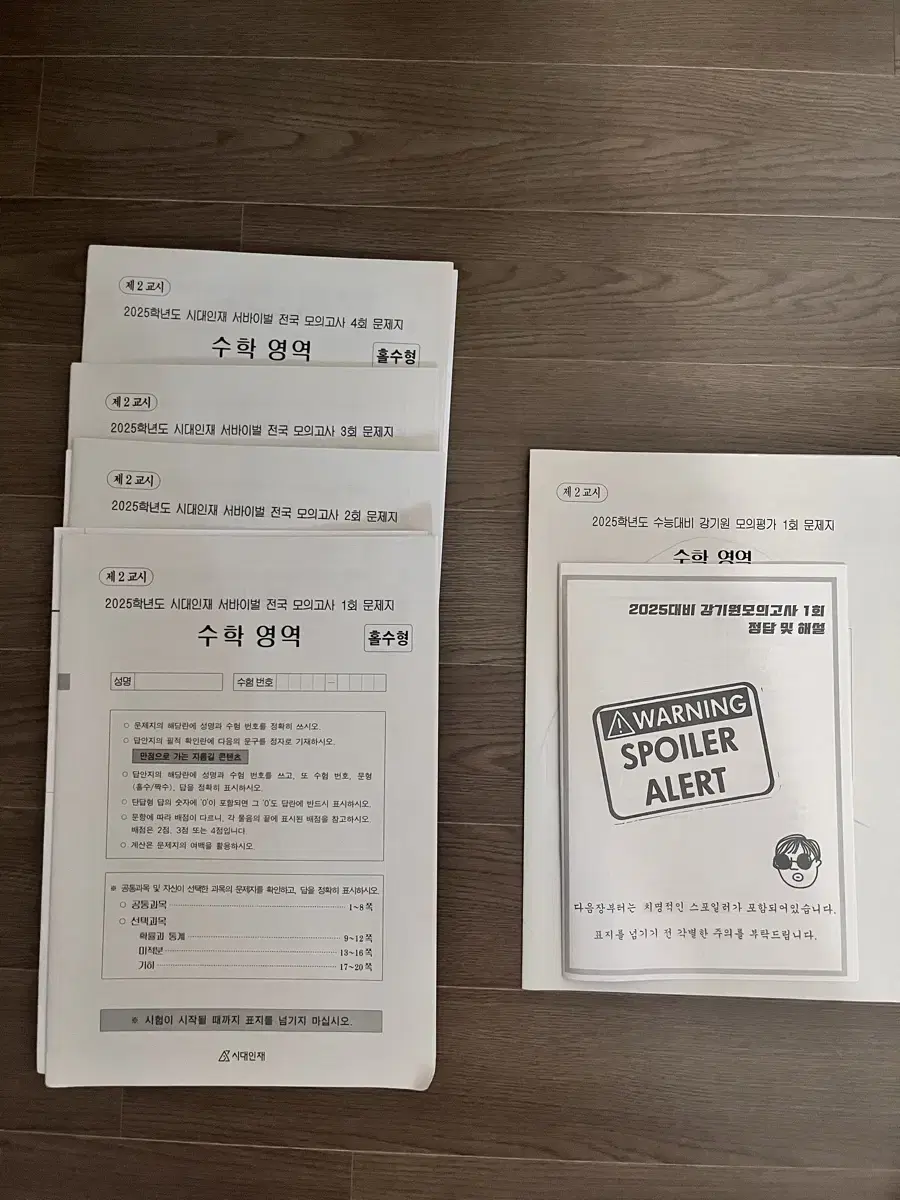 제 2 교시
2025학년도 시대인재 서바이벌 전국 모의고사 4회 문제지
수학 영역
홀수형
제 2 교시
2025학년도 시대인재 서바이벌 전국 모의고사 3회 문제지
제 2 교시
2025학년도 시대인재 서바이벌 전국 모의고사 2회 문제지
제 2 교시
2025학년도 시대인재 서바이벌 전국 모의고사 1회 문제지
수학 영역
홀수형
성명
수험 번호
–
○ 문제지의 해당란에 성명과 수험 번호를 정확히 쓰시오.
○ 답안지의 필적 확인란에 다음의 문구를 정자로 기재하시오.
만점으로 가는 지름길 콘텐츠
○ 답안지의 해당란에 성명과 수험 번호를 쓰고, 또 수험 번호, 문형
(홀수/짝수), 답을 정확히 표시하시오.
○ 단답형 답의 숫자에 '0'이 포함되면 그 '0'도 답란에 반드시 표시하시오.
○ 문항에 따라 배점이 다르니, 각 물음의 끝에 표시된 배점을 참고하시오.
배점은 2점, 3점 또는 4점입니다.
○ 계산은 문제지의 여백을 활용하시오.
※ 공통과목 및 자신이 선택한 과목의 문제지를 확인하고, 답을 정확히 표시하시오.
○ 공통과목 1~8 쪽
○ 선택과목
확률과 통계 9~12 쪽
미적분 13~16 쪽
기하 17~20 쪽
※ 시험이 시작될 때까지 표지를 넘기지 마십시오.
시대인재
제 2 교시
2025학년도 수능대비 강기원 모의평가 1회 문제지
수학 영역
2025대비 강기원모의고사 1회
정답 및 해설
WARNING
SPOILER
ALERT
다음장부터는 치명적인 스포일러가 포함되어있습니다.
표지를 넘기기 전 각별한 주의를 부탁드립니다.